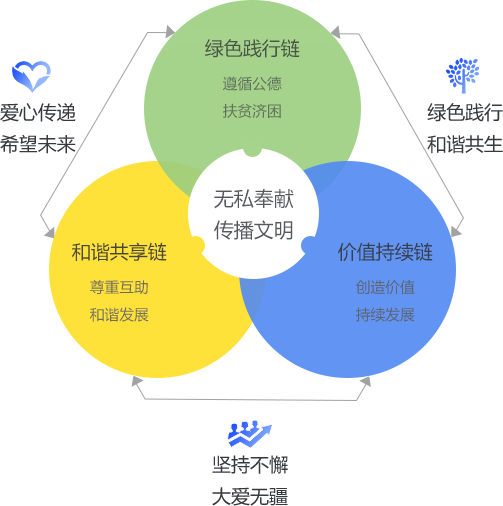 绿色践行链
遵循公德
扶贫济困
爱心传递
希望未来
绿色践行
和谐共生
无私奉献
传播文明
和谐共享链
尊重互助
和谐发展
价值持续链
创造价值
持续发展
坚持不懈
大爱无疆